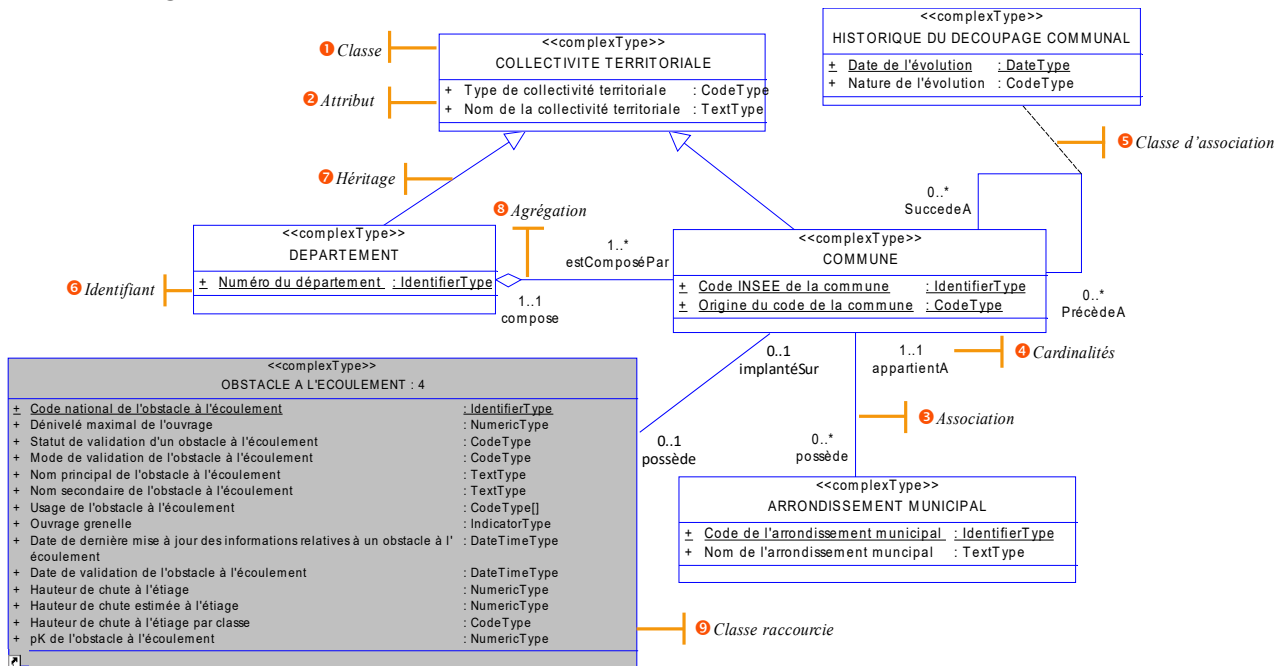 <<complexType>>
COLLECTIVITE TERRITORIALE
+ Type de collectivité territoriale : CodeType
+ Nom de la collectivité territoriale : TextType
<<complexType>>
HISTORIQUE DU DECOUPAGE COMMUNAL
+ Date de l'évolution : DateType
+ Nature de l'évolution : CodeType
❶ Classe
❷ Attribut
❺ Classe d'association
❼ Héritage
❽ Agrégation
0..*
SuccedeA
<<complexType>>
DEPARTEMENT
+ Numéro du département : IdentifierType
❻ Identifiant
1..*
estComposéPar
1..1
compose
<<complexType>>
COMMUNE
+ Code INSEE de la commune : IdentifierType
+ Origine du code de la commune : CodeType
0..*
PrécèdeA
0..1
implantéSur
1..1
appartientA
❹ Cardinalités
❸ Association
0..1
possède
0..*
possède
<<complexType>>
OBSTACLE A L'ECOULEMENT : 4
+ Code national de l'obstacle à l'écoulement : IdentifierType
+ Dénivelé maximal de l'ouvrage : NumericType
+ Statut de validation d'un obstacle à l'écoulement : CodeType
+ Mode de validation de l'obstacle à l'écoulement : CodeType
+ Nom principal de l'obstacle à l'écoulement : TextType
+ Nom secondaire de l'obstacle à l'écoulement : TextType
+ Usage de l'obstacle à l'écoulement : CodeType[]
+ Ouvrage grenelle : IndicatorType
+ Date de dernière mise à jour des informations relatives à un obstacle à l' : DateTimeType
écoulement
+ Date de validation de l'obstacle à l'écoulement : DateTimeType
+ Hauteur de chute à l'étiage : NumericType
+ Hauteur de chute estimée à l'étiage : NumericType
+ Hauteur de chute à l'étiage par classe : CodeType
+ pK de l'obstacle à l'écoulement : NumericType
<<complexType>>
ARRONDISSEMENT MUNICIPAL
+ Code de l'arrondissement municipal : IdentifierType
+ Nom de l'arrondissement muncipal : TextType
❾ Classe raccourcie